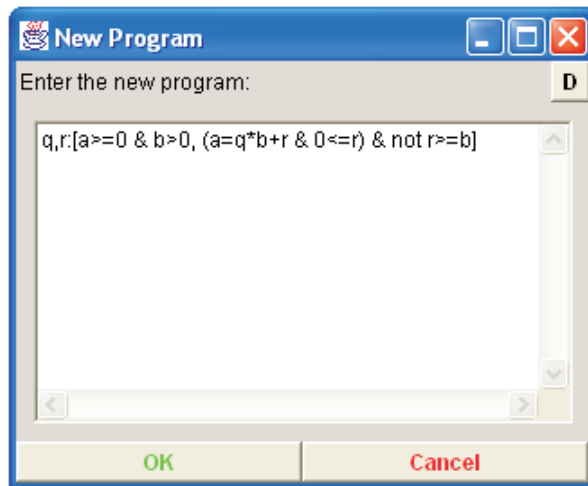 New Program
Enter the new program:
D
q,r:[a>=0 & b>0, (a=q*b+r & 0<=r) & not r>=b]
OK
Cancel